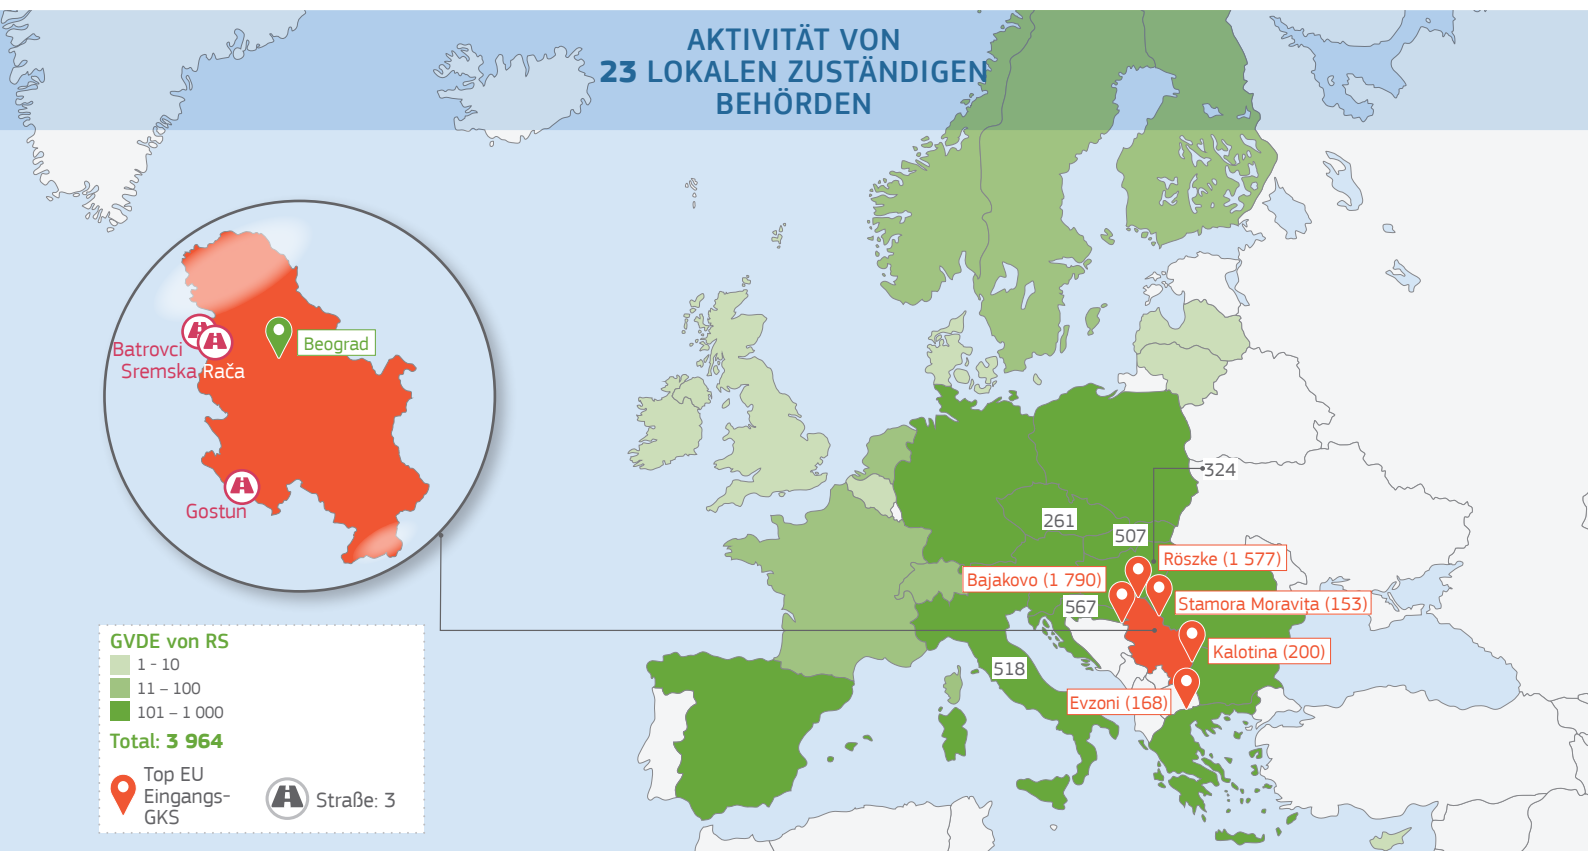 AKTIVITÄT VON
23 LOKALEN ZUSTÄNDIGEN
BEHÖRDEN
Batrovci
Sremska Rača
Beograd
Gostun
324
261
507
Röszke (1 577)
Bajakovo (1 790)
567
Stamora Moravița (153)
Kalotina (200)
518
Evzoni (168)
GVDE von RS
1 - 10
11 – 100
101 – 1 000
Total: 3 964
Top EU
Eingangs-
GKS
Straße: 3